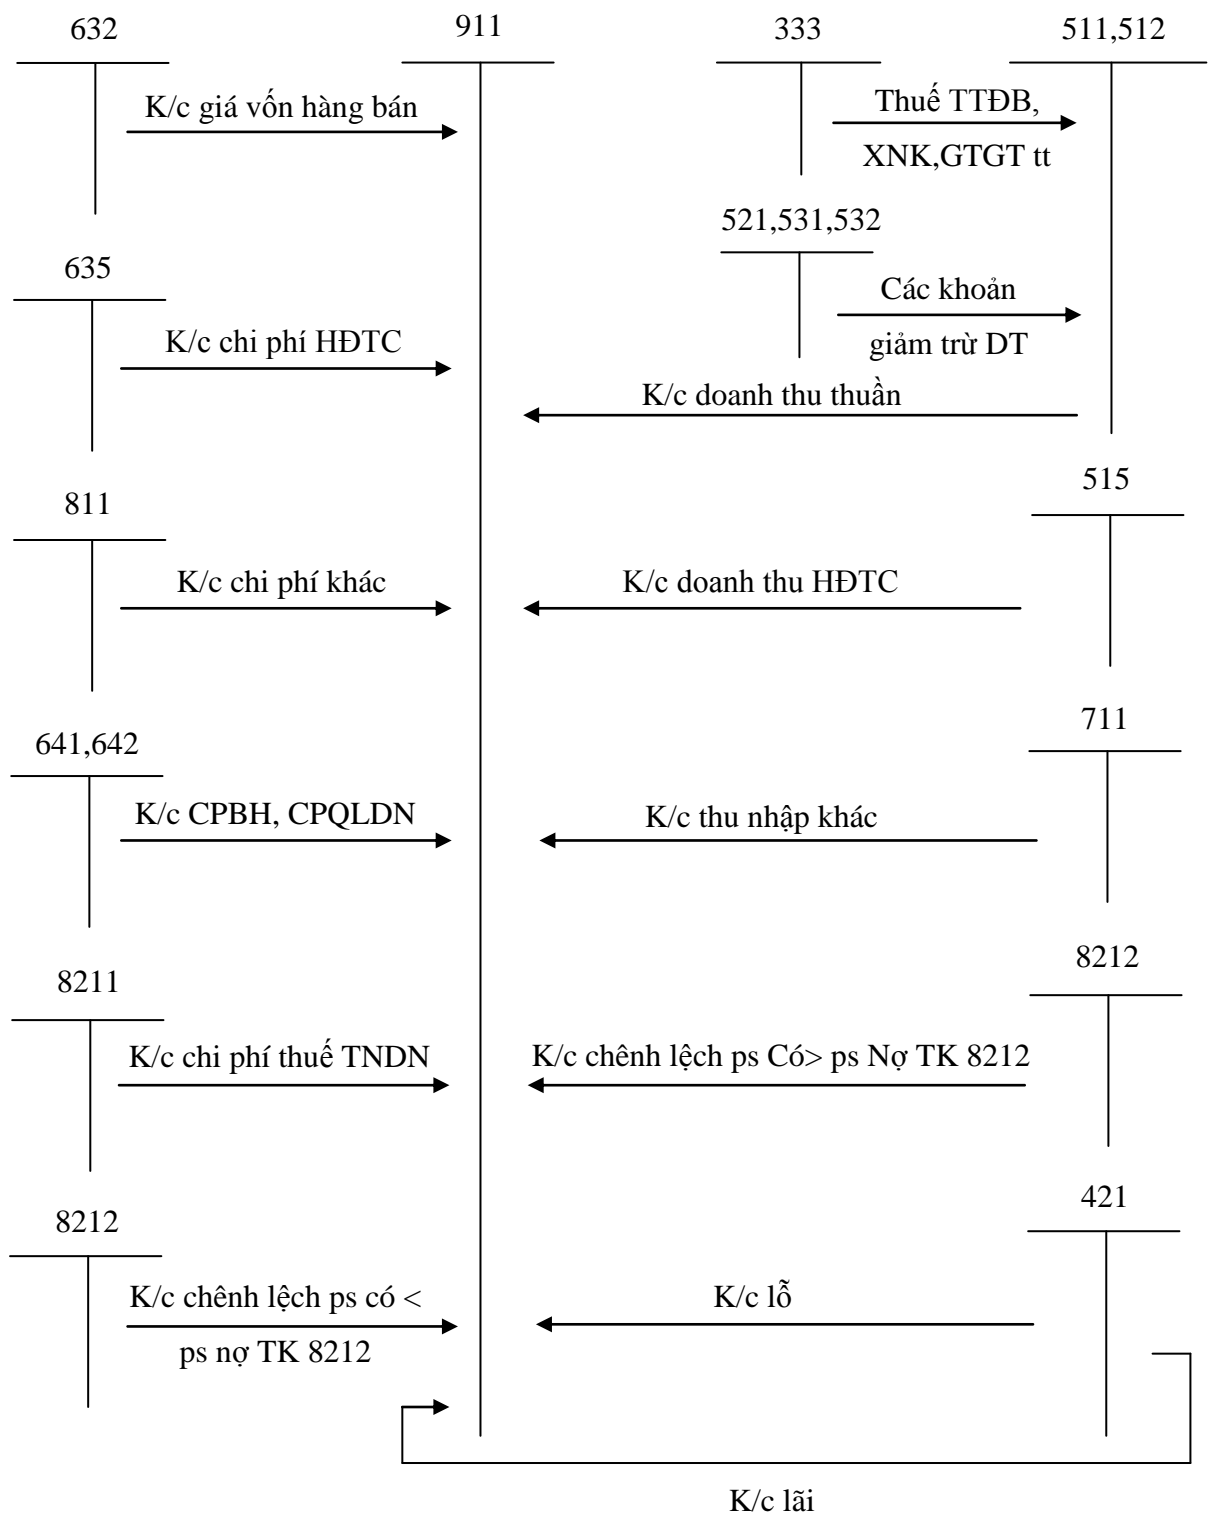 632
911
333
511,512
K/c giá vốn hàng bán
Thuế TTĐB,
XNK,GTGT tt
521,531,532
635
Các khoản
giảm trừ DT
K/c chi phí HĐTC
K/c doanh thu thuần
811
515
K/c chi phí khác
K/c doanh thu HĐTC
641,642
711
K/c CPBH, CPQLDN
K/c thu nhập khác
8211
8212
K/c chi phí thuế TNDN
K/c chênh lệch ps Có> ps Nợ TK 8212
8212
421
K/c chênh lệch ps có <
ps nợ TK 8212
K/c lỗ
K/c lãi